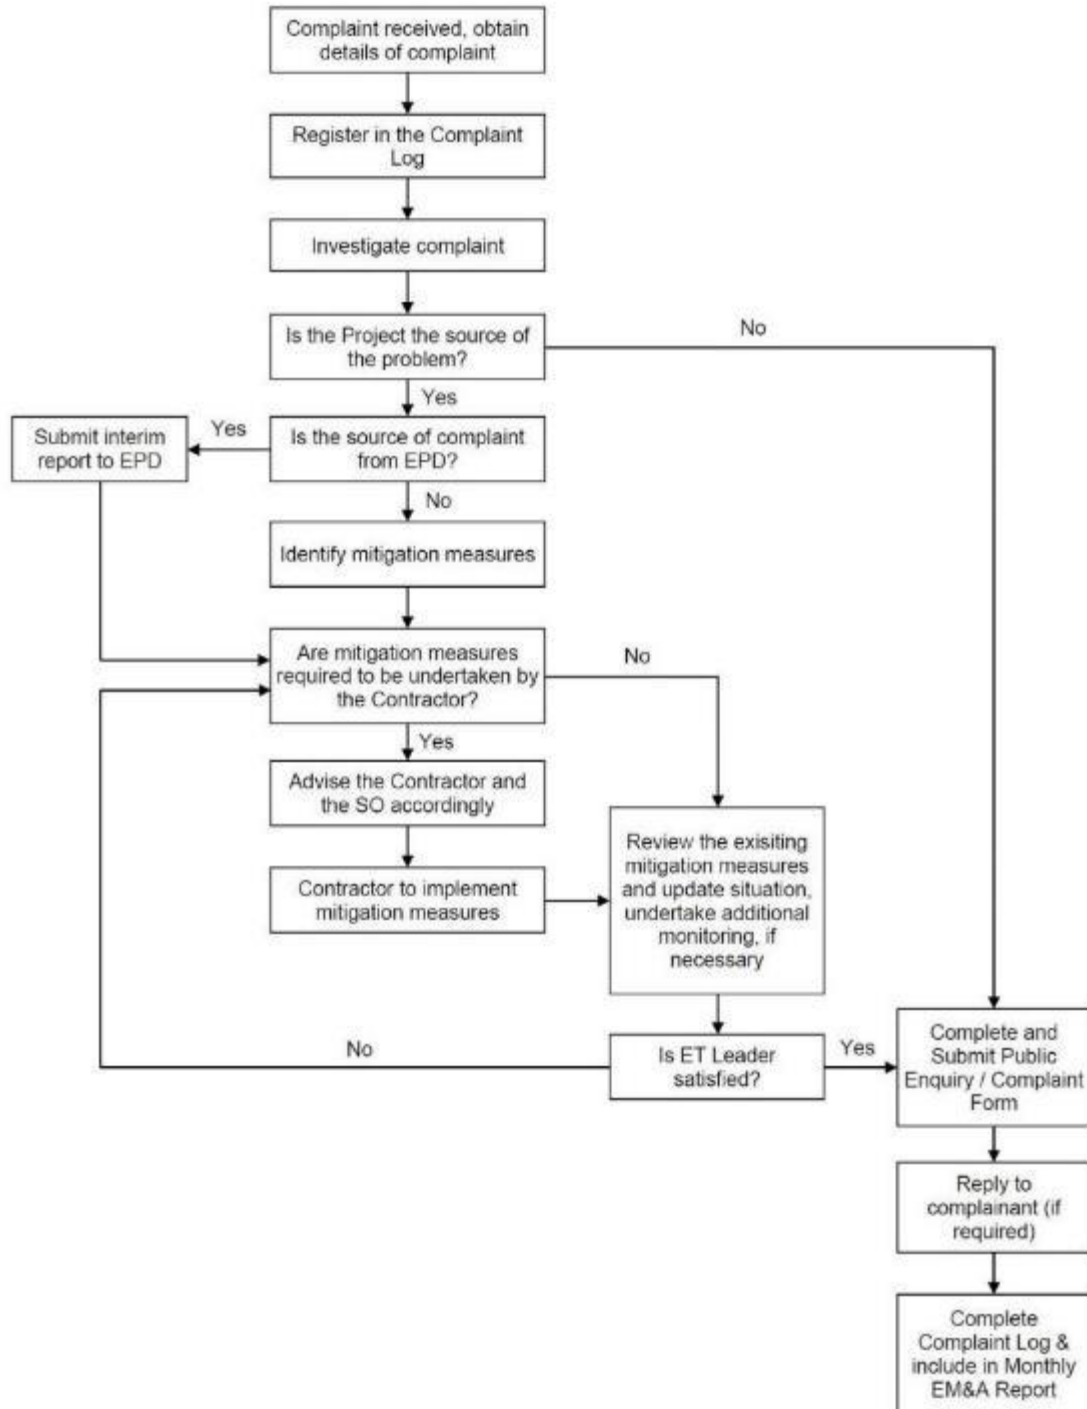 Complaint received, obtain
details of complaint
Register in the Complaint
Log
Investigate complaint
Is the Project the source of
the problem?
No
Yes
Is the source of complaint
from EPD?
Yes
Submit interim
report to EPD
No
Identify mitigation measures
Are mitigation measures
required to be undertaken by
the Contractor?
No
Yes
Advise the Contractor and
the SO accordingly
Contractor to implement
mitigation measures
Review the exisiting
mitigation measures
and update situation,
undertake additional
monitoring, if
necessary
Is ET Leader
satisfied?
No
Yes
Complete and
Submit Public
Enquiry / Complaint
Form
Reply to
complainant (if
required)
Complete
Complaint Log &
include in Monthly
EM&A Report